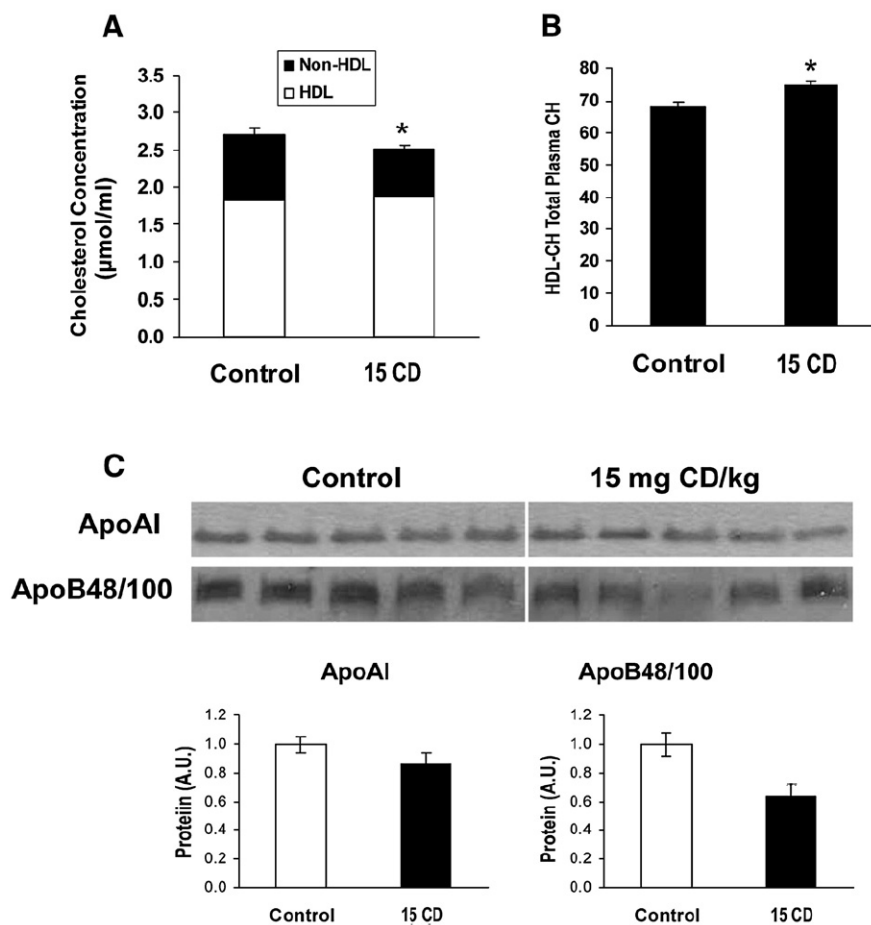 A
Non-HDL
HDL
Cholesterol Concentration
(µmol/ml)
3.5
3.0
2.5
2.0
1.5
1.0
0.5
0.0
*
Control
15 CD
B
HDL-CH Total Plasma CH
80
70
60
50
40
30
20
10
0
*
Control
15 CD
C
Control
15 mg CD/kg
ApoAI
ApoB48/100
ApoAI
Proteiin (A.U.)
1.2
1.0
0.8
0.6
0.4
0.2
0.0
Control
15 CD
ApoB48/100
Protein (A.U.)
1.2
1.0
0.8
0.6
0.4
0.2
0.0
Control
15 CD